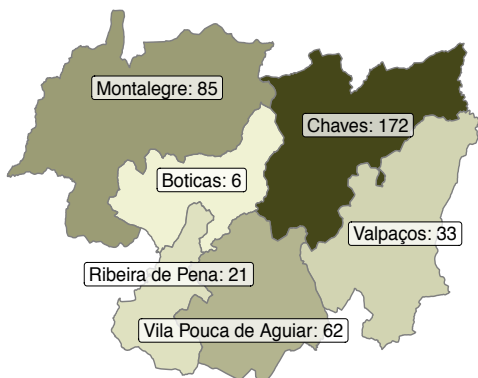 Montalegre: 85
Chaves: 172
Boticas: 6
Valpaços: 33
Ribeira de Pena: 21
Vila Pouca de Aguiar: 62